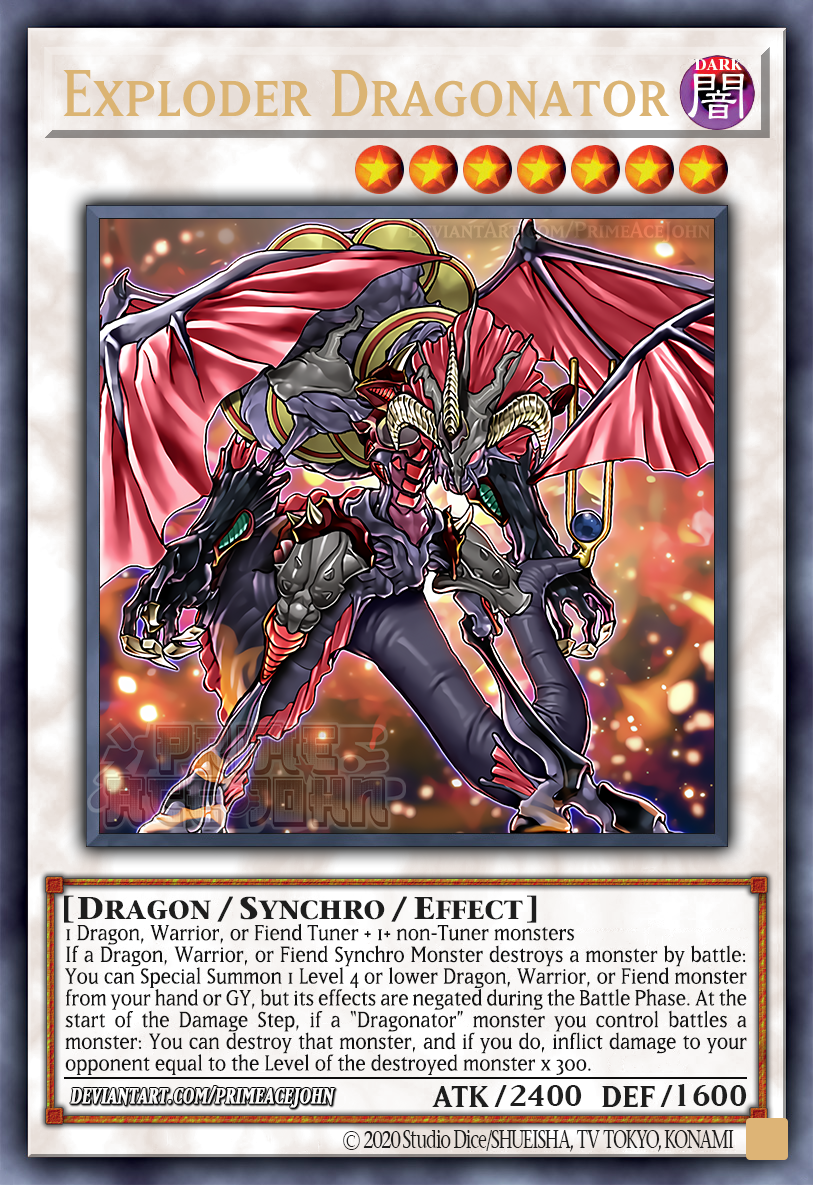 Exploder Dragonator
DARK
闇
DEVIANTART.COM/PRIMEACEJOHN
PRIME
ACEJOHN
[Dragon / Synchro / Effect]
1 Dragon, Warrior, or Fiend Tuner + 1+ non-Tuner monsters
If a Dragon, Warrior, or Fiend Synchro Monster destroys a monster by battle:
You can Special Summon 1 Level 4 or lower Dragon, Warrior, or Fiend monster
from your hand or GY, but its effects are negated during the Battle Phase. At the
start of the Damage Step, if a "Dragonator" monster you control battles a
monster: You can destroy that monster, and if you do, inflict damage to your
opponent equal to the Level of the destroyed monster x 300.
DEVIANTART.COM/PRIMEACEJOHN
ATK/2400 DEF/1600
© 2020 Studio Dice/SHUEISHA, TV TOKYO, KONAMI